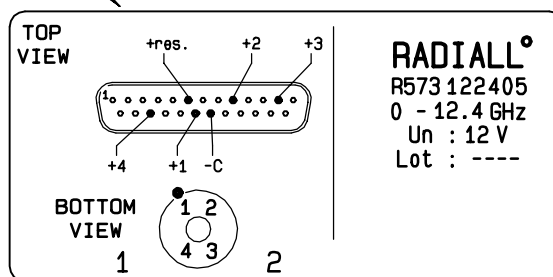 TOP
VIEW
+res. +2 +3
1
+4 +1 -C
BOTTOM
VIEW
1 2
4 3
1 2
RADIALL°
R573 122405
0 - 12.4 GHz
Un : 12 V
Lot : ----